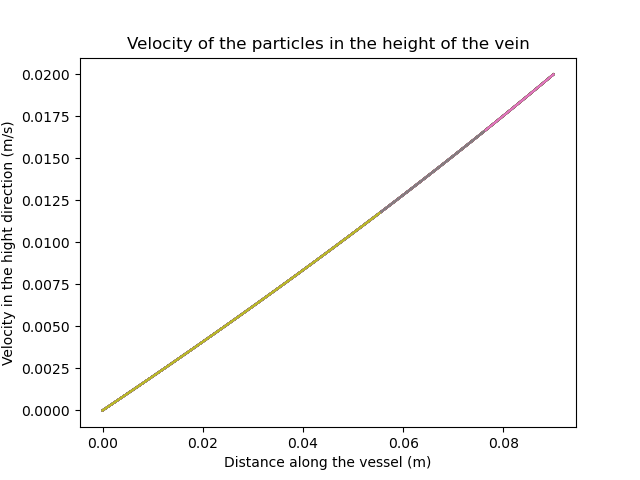 Velocity of the particles in the height of the vein
0.0200
0.0175
0.0150
0.0125
0.0100
0.0075
0.0050
0.0025
0.0000
Velocity in the hight direction (m/s)
0.00 0.02 0.04 0.06 0.08
Distance along the vessel (m)